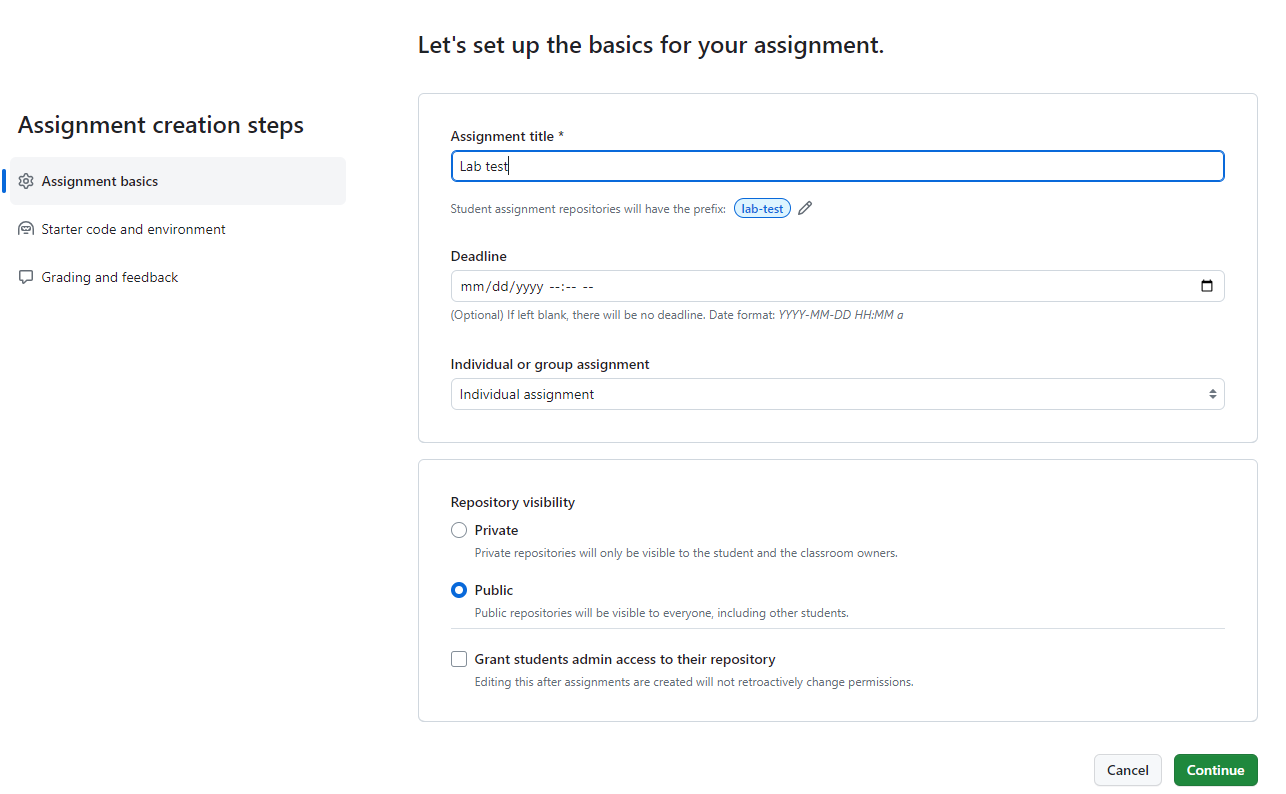 Let's set up the basics for your assignment.
Assignment creation steps
Assignment basics
Starter code and environment
Grading and feedback
Assignment title *
Lab test
Student assignment repositories will have the prefix: lab-test
Deadline
mm/dd/yyyy --:-- --
(Optional) If left blank, there will be no deadline. Date format: YYYY-MM-DD HH:MM a
Individual or group assignment
Individual assignment
Repository visibility
Private
Private repositories will only be visible to the student and the classroom owners.
Public
Public repositories will be visible to everyone, including other students.
Grant students admin access to their repository
Editing this after assignments are created will not retroactively change permissions.
Cancel
Continue